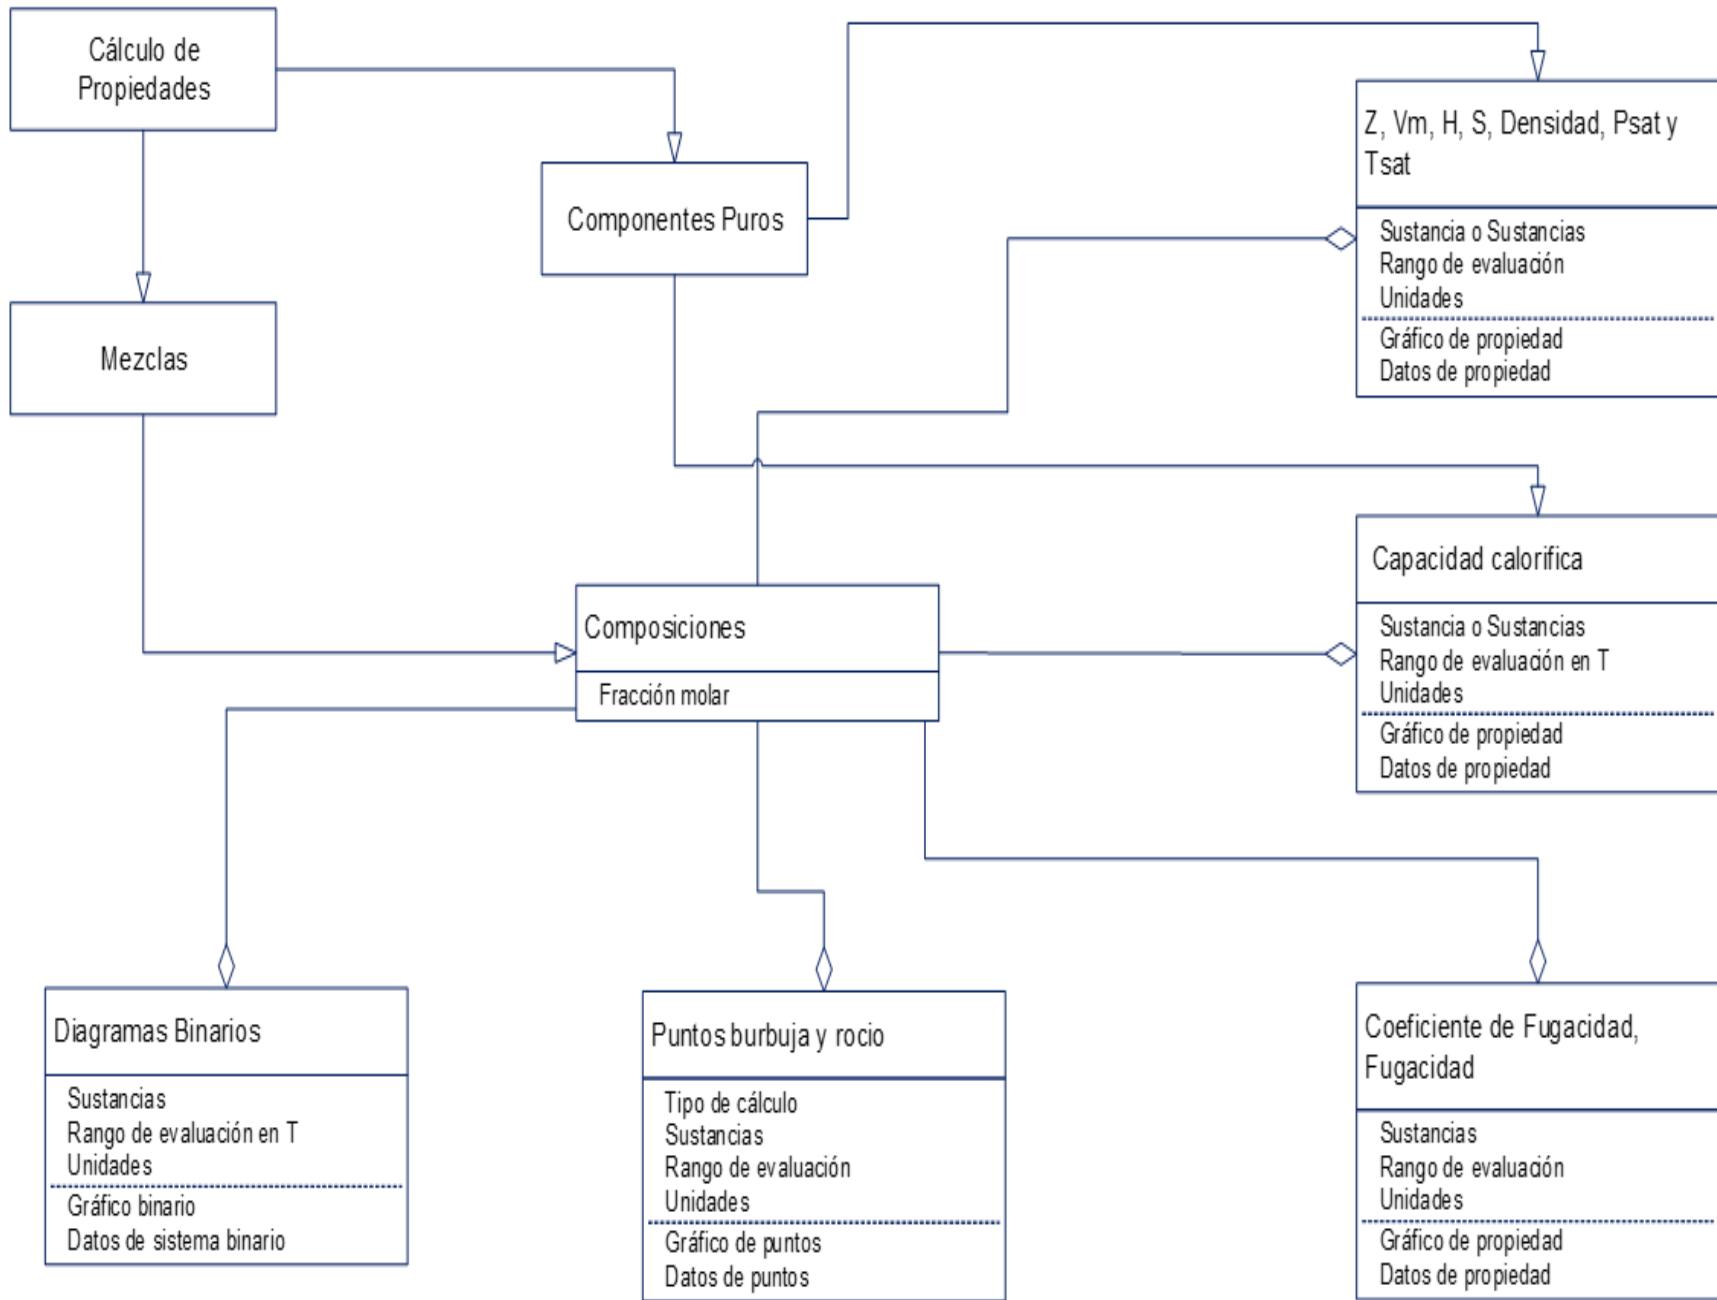 Cálculo de
Propiedades
Componentes Puros
Mezclas
Z, Vm, H, S, Densidad, Psat y
Tsat
Sustancia o Sustancias
Rango de evaluación
Unidades
Gráfico de propiedad
Datos de propiedad
Capacidad calorifica
Sustancia o Sustancias
Rango de evaluación en T
Unidades
Gráfico de propiedad
Datos de propiedad
Composiciones
Fracción molar
Diagramas Binarios
Sustancias
Rango de evaluación en T
Unidades
Gráfico binario
Datos de sistema binario
Puntos burbuja y rocio
Tipo de cálculo
Sustancias
Rango de evaluación
Unidades
Gráfico de puntos
Datos de puntos
Coeficiente de Fugacidad,
Fugacidad
Sustancias
Rango de evaluación
Unidades
Gráfico de propiedad
Datos de propiedad